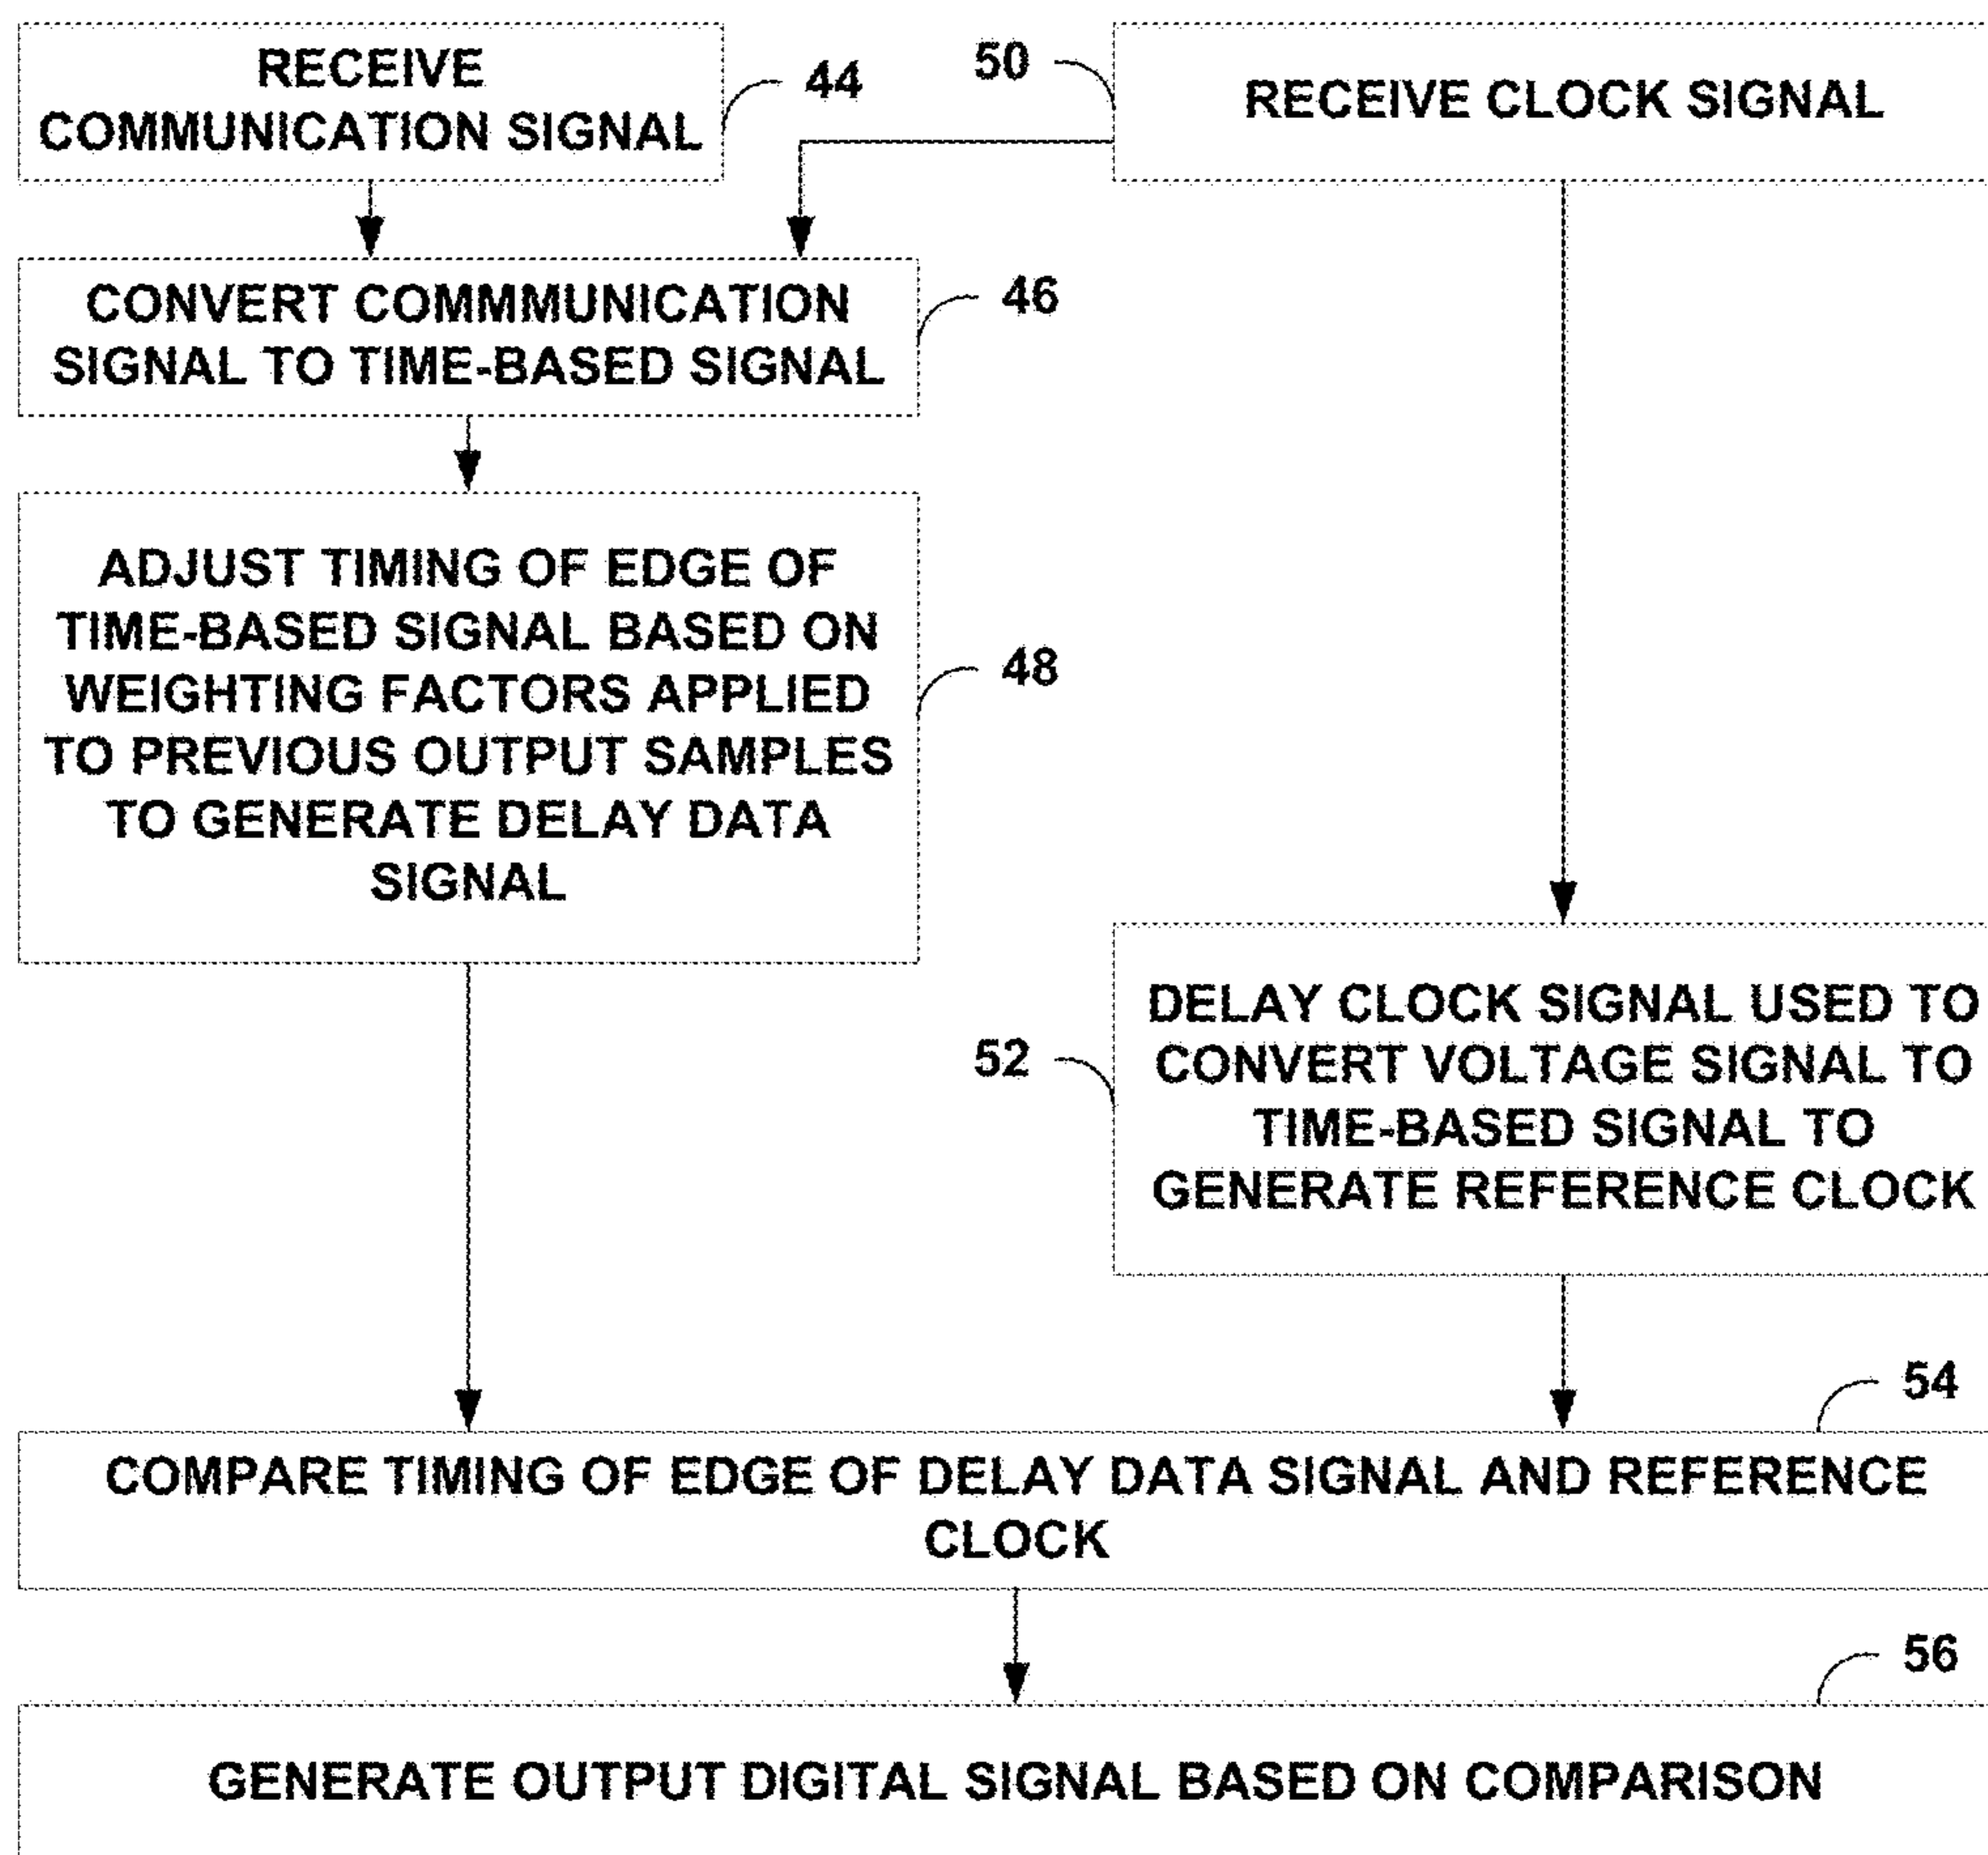 RECEIVE
COMMUNICATION SIGNAL
44
50
RECEIVE CLOCK SIGNAL
CONVERT COMMMUNICATION
SIGNAL TO TIME-BASED SIGNAL
46
ADJUST TIMING OF EDGE OF
TIME-BASED SIGNAL BASED ON
WEIGHTING FACTORS APPLIED
TO PREVIOUS OUTPUT SAMPLES
TO GENERATE DELAY DATA
SIGNAL
48
52
DELAY CLOCK SIGNAL USED TO
CONVERT VOLTAGE SIGNAL TO
TIME-BASED SIGNAL TO
GENERATE REFERENCE CLOCK
54
COMPARE TIMING OF EDGE OF DELAY DATA SIGNAL AND REFERENCE
CLOCK
56
GENERATE OUTPUT DIGITAL SIGNAL BASED ON COMPARISON